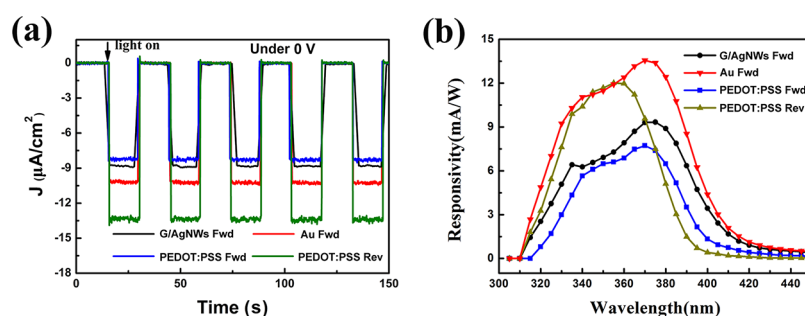 (a)
light on
Under 0 V
0
-3
-6
-9
-12
-15
-18
J (μA/cm²)
G/AgNWs Fwd
Au Fwd
PEDOT:PSS Fwd
PEDOT:PSS Rev
0
50
100
150
Time (s)
(b)
G/AgNWs Fwd
Au Fwd
PEDOT:PSS Fwd
PEDOT:PSS Rev
15
12
9
6
3
0
Responsivity(mA/W)
300
320
340
360
380
400
420
440
Wavelength(nm)